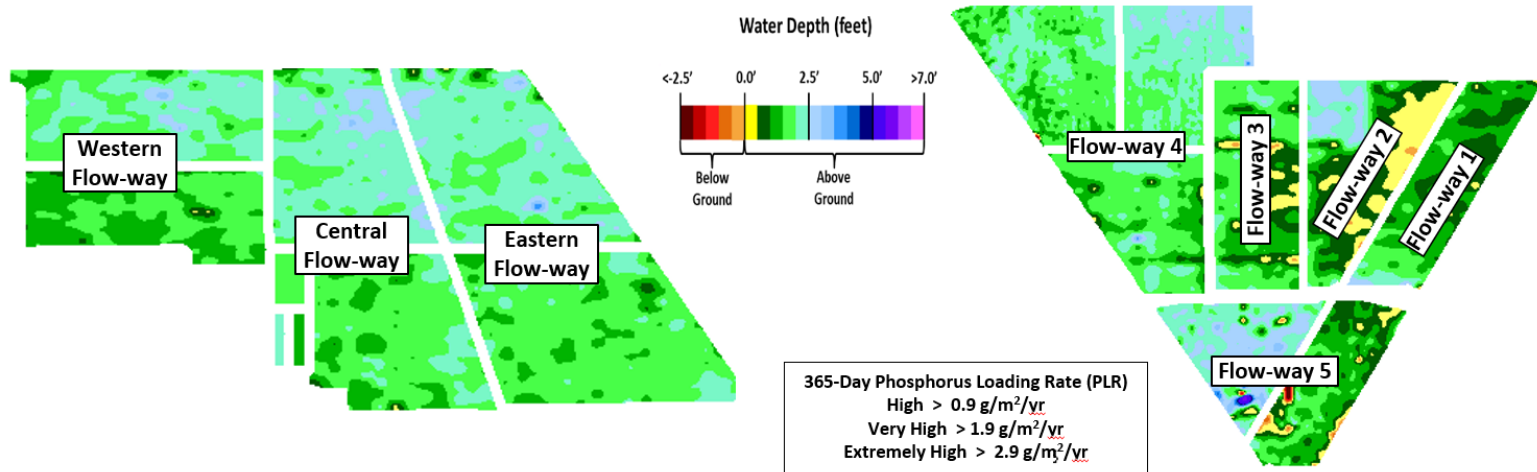 Water Depth (feet)
<-2.5' 0.0' 2.5' 5.0' >7.0'
Below
Ground
Above
Ground
Western
Flow-way
Central
Flow-way
Eastern
Flow-way
Flow-way 4
Flow-way 3
Flow-way 2
Flow-way 1
Flow-way 5
365-Day Phosphorus Loading Rate (PLR)
High > 0.9 g/m²/yr
Very High > 1.9 g/m²/yr
Extremely High > 2.9 g/m²/yr